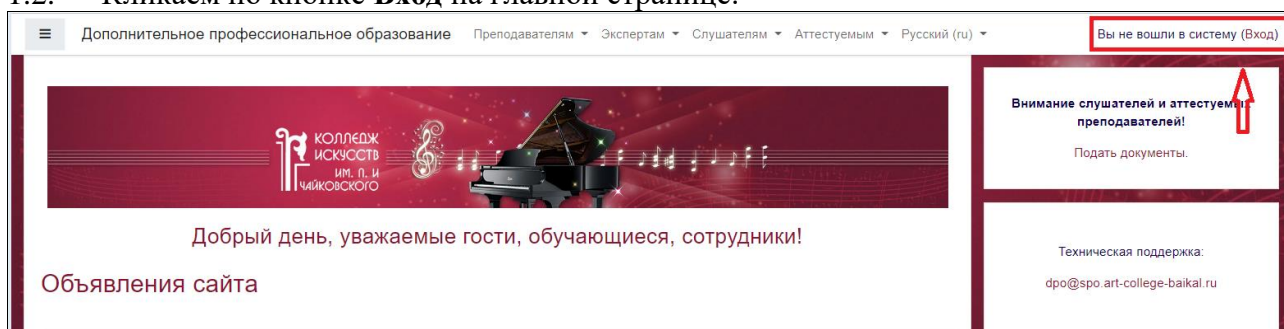 1.2. Кликаем по кнопке Вход на главной странице.
Дополнительное профессиональное образование Преподавателям Экспертам Слушателям Аттестуемым Русский (ru) Вы не вошли в систему (Вход)
КОЛЛЕДЖ
ИСКУССТВ
ИМ. П. И
ЧАЙКОВСКОГО
Внимание слушателей и аттестуемых
преподавателей!
Подать документы.
Добрый день, уважаемые гости, обучающиеся, сотрудники!
Объявления сайта
Техническая поддержка:
dpo@spo.art-college-baikal.ru